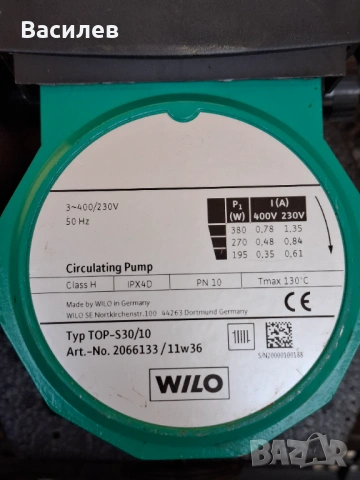 Василев
3~400/230V
50 Hz
P1 (W) I (A)
400V 230V
380 0,78 1,35
270 0,48 0,84
195 0,35 0,61
Circulating Pump
Class H IPX4D PN 10 Tmax 130°C
Made by WILO in Germany
WILO SE Nortkirchenstr. 100 44263 Dortmund Germany
CE
Typ TOP-S30/10
Art.-No. 2066133/11w36
WILO
BAZAR